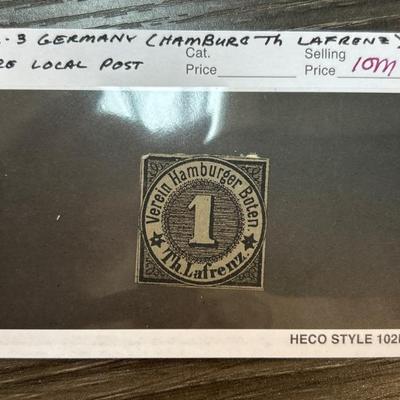 -3 GERMANY (HAMBURG Th LAFRENZ)
RE LOCAL POST
Cat.
Price
Selling
Price 10m
Verein Hamburger Boten.
1
Th. Lafrenz.
HECO STYLE 102